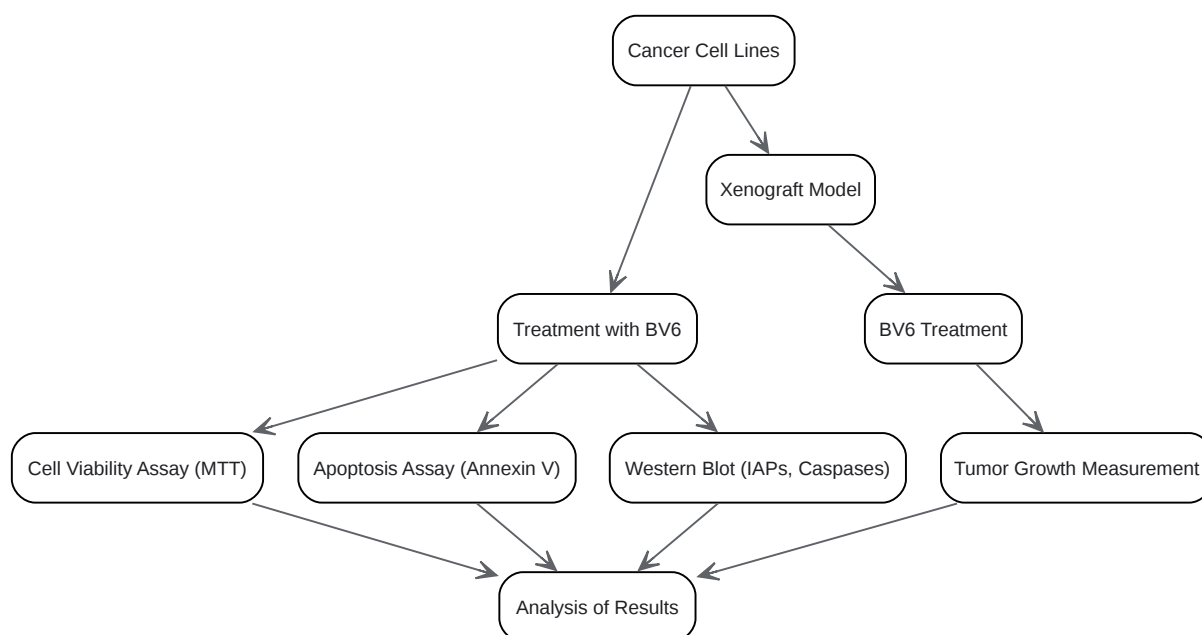 Cancer Cell Lines
Xenograft Model
Treatment with BV6
BV6 Treatment
Cell Viability Assay (MTT)
Apoptosis Assay (Annexin V)
Western Blot (IAPs, Caspases)
Tumor Growth Measurement
Analysis of Results